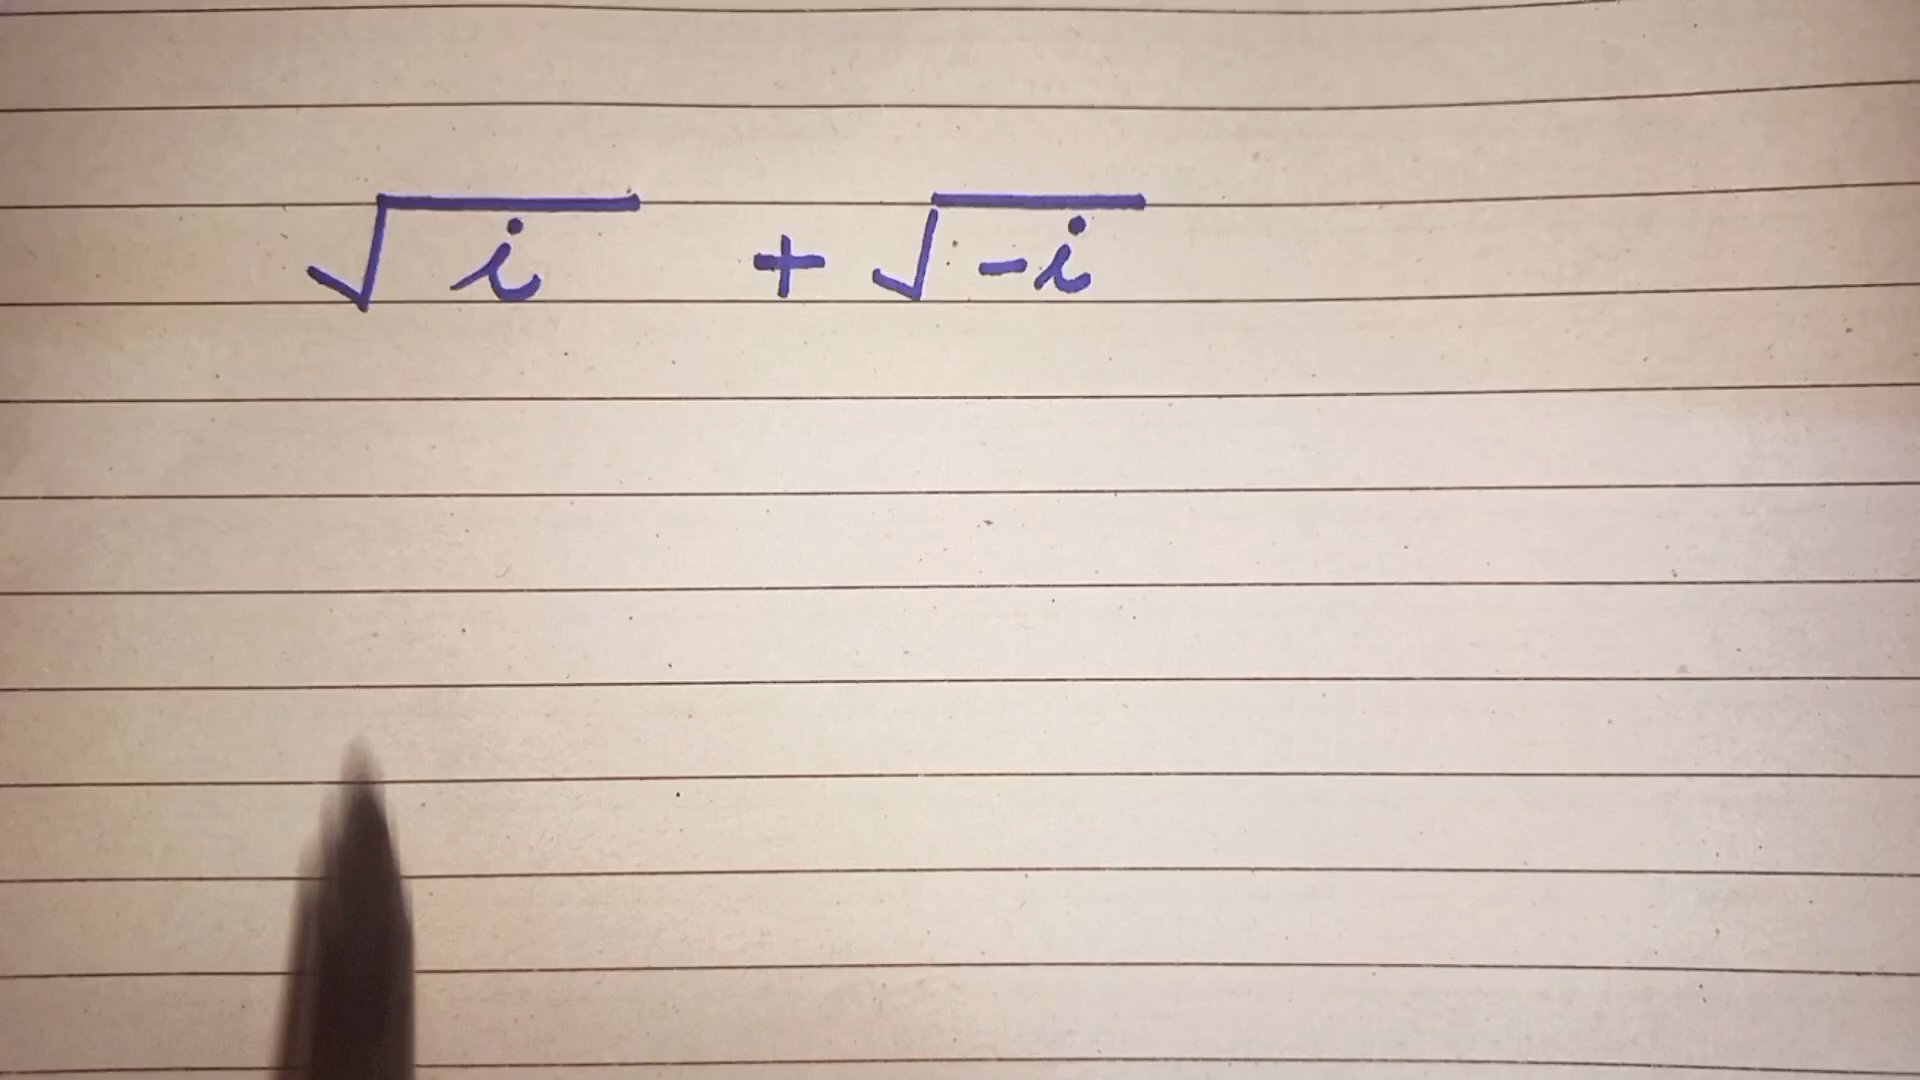 √i + √-i